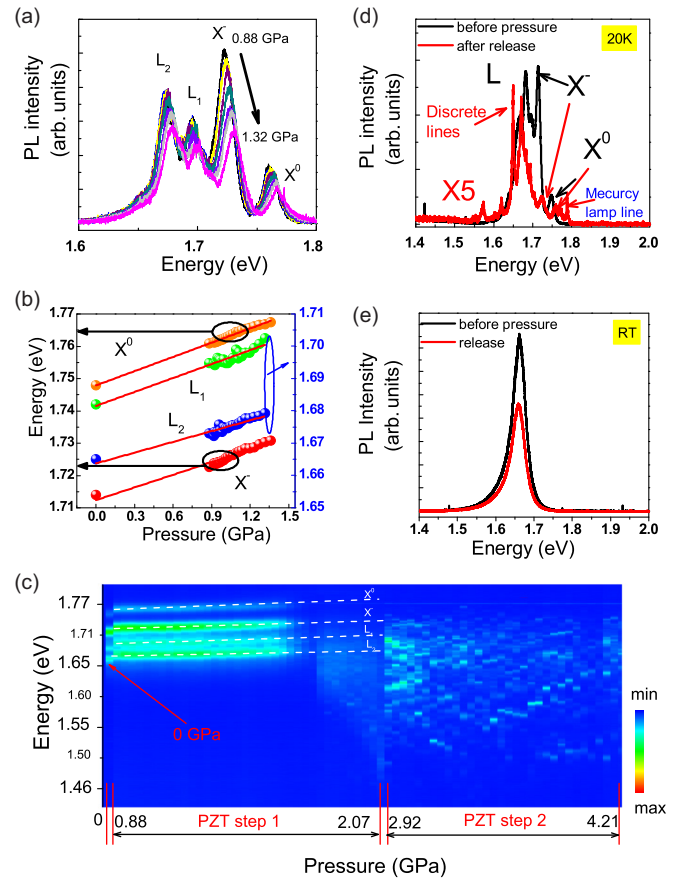 (a)
PL intensity
(arb. units)
L2
L1
X-
0.88 GPa
1.32 GPa
X0
1.6 1.7 1.8
Energy (eV)
(d)
before pressure
after release
20K
PL intensity
(arb. units)
L
X-
Discrete
lines
X0
X5
Mecurcy
lamp line
1.4 1.5 1.6 1.7 1.8 1.9 2.0
Energy (eV)
(b)
1.77
1.76
1.75
1.74
1.73
1.72
1.71
Energy (eV)
X0
L1
L2
X-
1.71
1.70
1.69
1.68
1.67
1.66
1.65
0.0 0.3 0.6 0.9 1.2 1.5
Pressure (GPa)
(e)
before pressure
release
RT
PL Intensity
(arb. units)
1.4 1.5 1.6 1.7 1.8 1.9 2.0
Energy (eV)
(c)
1.77
1.71
1.65
1.60
1.55
1.50
1.46
Energy (eV)
X0
X-
0 GPa
min
max
0 0.88 PZT step 1 2.07 2.92 PZT step 2 4.21
Pressure (GPa)